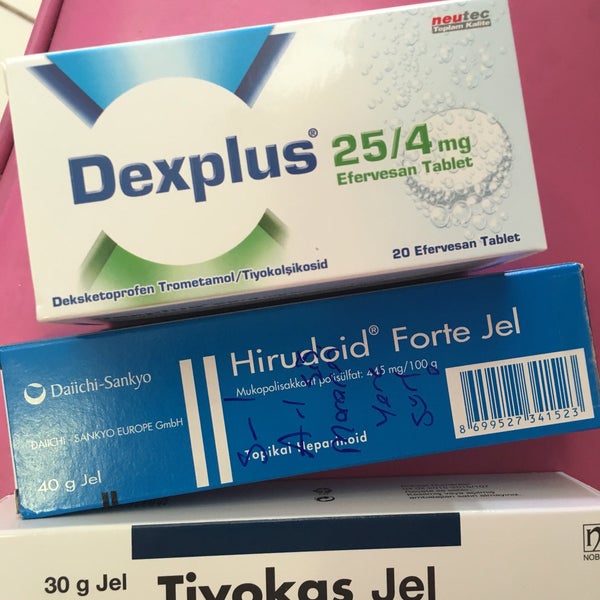 neutec
Toplam Kalite
Dexplus® 25/4 mg
Efervesan Tablet
20 Efervesan Tablet
Deksketoprofen Trometamol/Tiyokolşikosid
Hirudoid® Forte Jel
Mukopolisakkarit polisülfat: 445 mg/100 g
Daiichi-Sankyo
DAIICHI - SANKYO EUROPE GmbH
Topikal Heparinoid
40 g Jel
8 699527 341523
30 g Jel
Tiyokas Jel
NOB